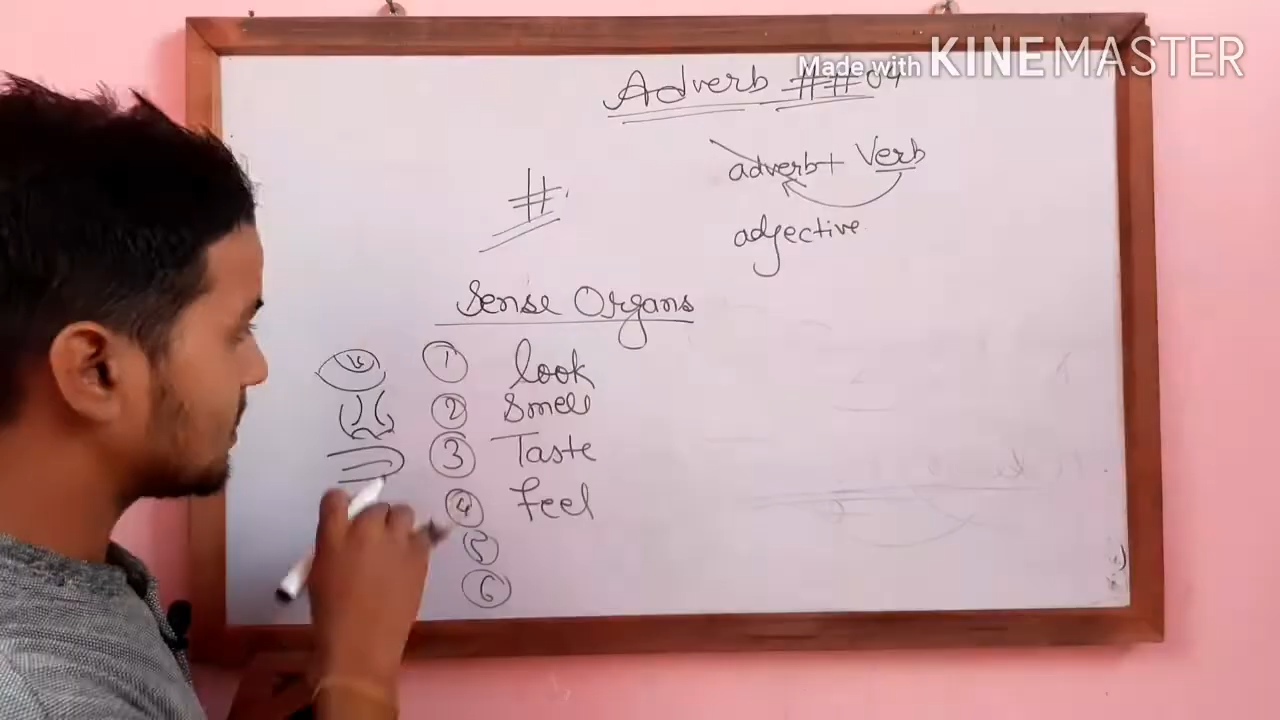 Made with KINEMASTER
Adverb ##04
adverb+ Verb
#
adjective
Sense Organs
1 look
2 Smell
3 Taste
4 feel
5
6